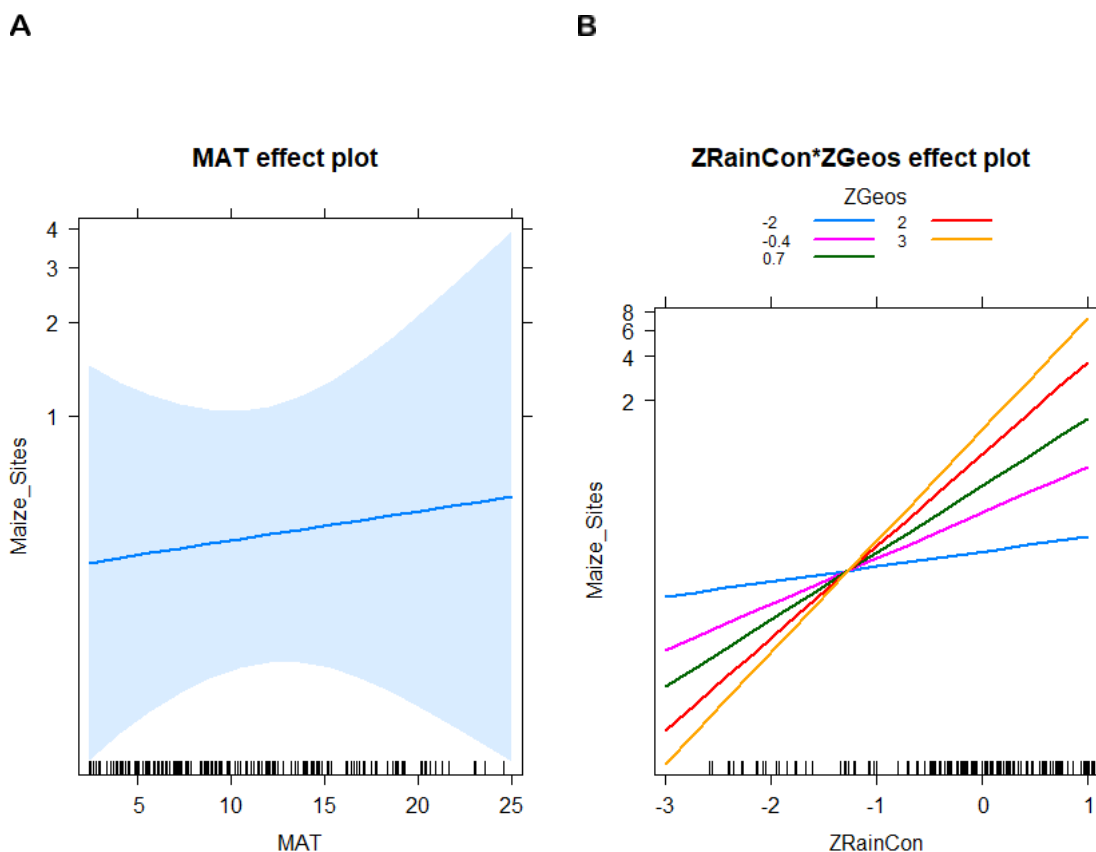 A
B
MAT effect plot
ZRainCon*ZGeos effect plot
ZGeos
-2 2
-0.4 3
0.7
4
3
2
1
Maize_Sites
5 10 15 20 25
MAT
8
6
4
2
Maize_Sites
-3 -2 -1 0 1
ZRainCon